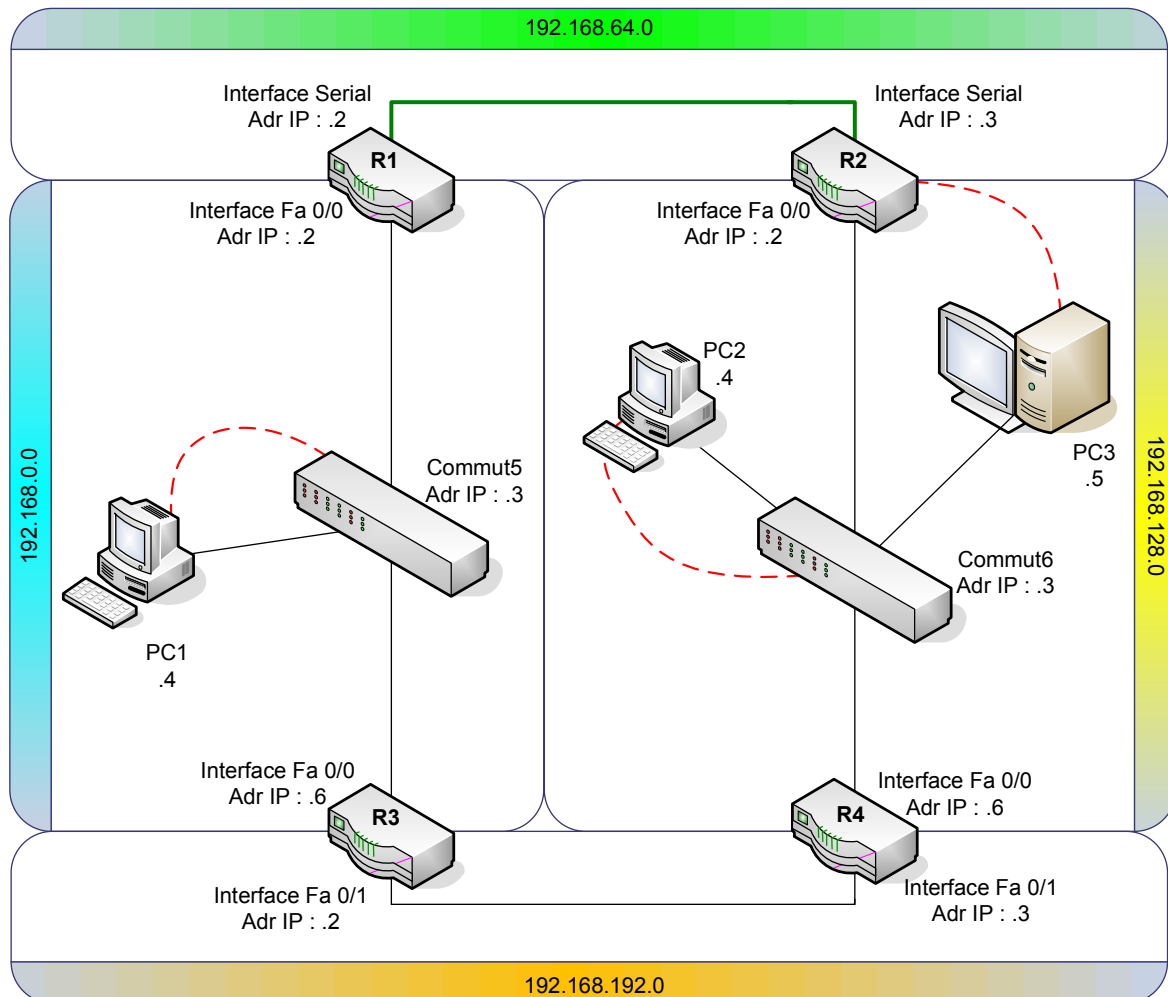 192.168.64.0
Interface Serial
Adr IP : .2
Interface Serial
Adr IP : .3
R1
R2
Interface Fa 0/0
Adr IP : .2
Interface Fa 0/0
Adr IP : .2
PC2
.4
PC3
.5
Commut5
Adr IP : .3
192.168.0.0
192.168.128.0
Commut6
Adr IP : .3
PC1
.4
Interface Fa 0/0
Adr IP : .6
Interface Fa 0/0
Adr IP : .6
R3
R4
Interface Fa 0/1
Adr IP : .2
Interface Fa 0/1
Adr IP : .3
192.168.192.0